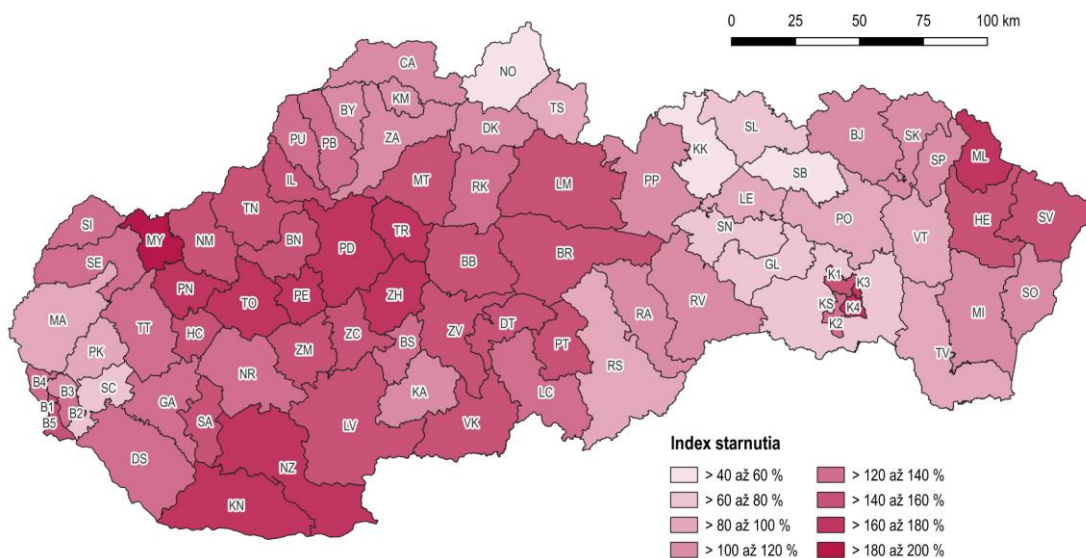 0 25 50 75 100 km
NO
CA
KM
BY
TS
PU
PB
ZA
DK
SL
BJ
SK
KK
SP
ML
IL
MT
RK
LM
PP
SB
LE
TN
HE
SV
SI
MY
NM
BN
PD
TR
SN
PO
VT
SE
BB
BR
GL
PN
TO
PE
ZH
K1
K3
SO
MA
TT
HC
ZM
ZC
ZV
DT
RA
RV
KS
K4
MI
K2
PK
NR
BS
PT
TV
B4
B3
SC
KA
RS
B1
B2
B5
GA
SA
LV
VK
LC
DS
NZ
KN
Index starnutia
> 40 až 60 %
> 60 až 80 %
> 80 až 100 %
> 100 až 120 %
> 120 až 140 %
> 140 až 160 %
> 160 až 180 %
> 180 až 200 %